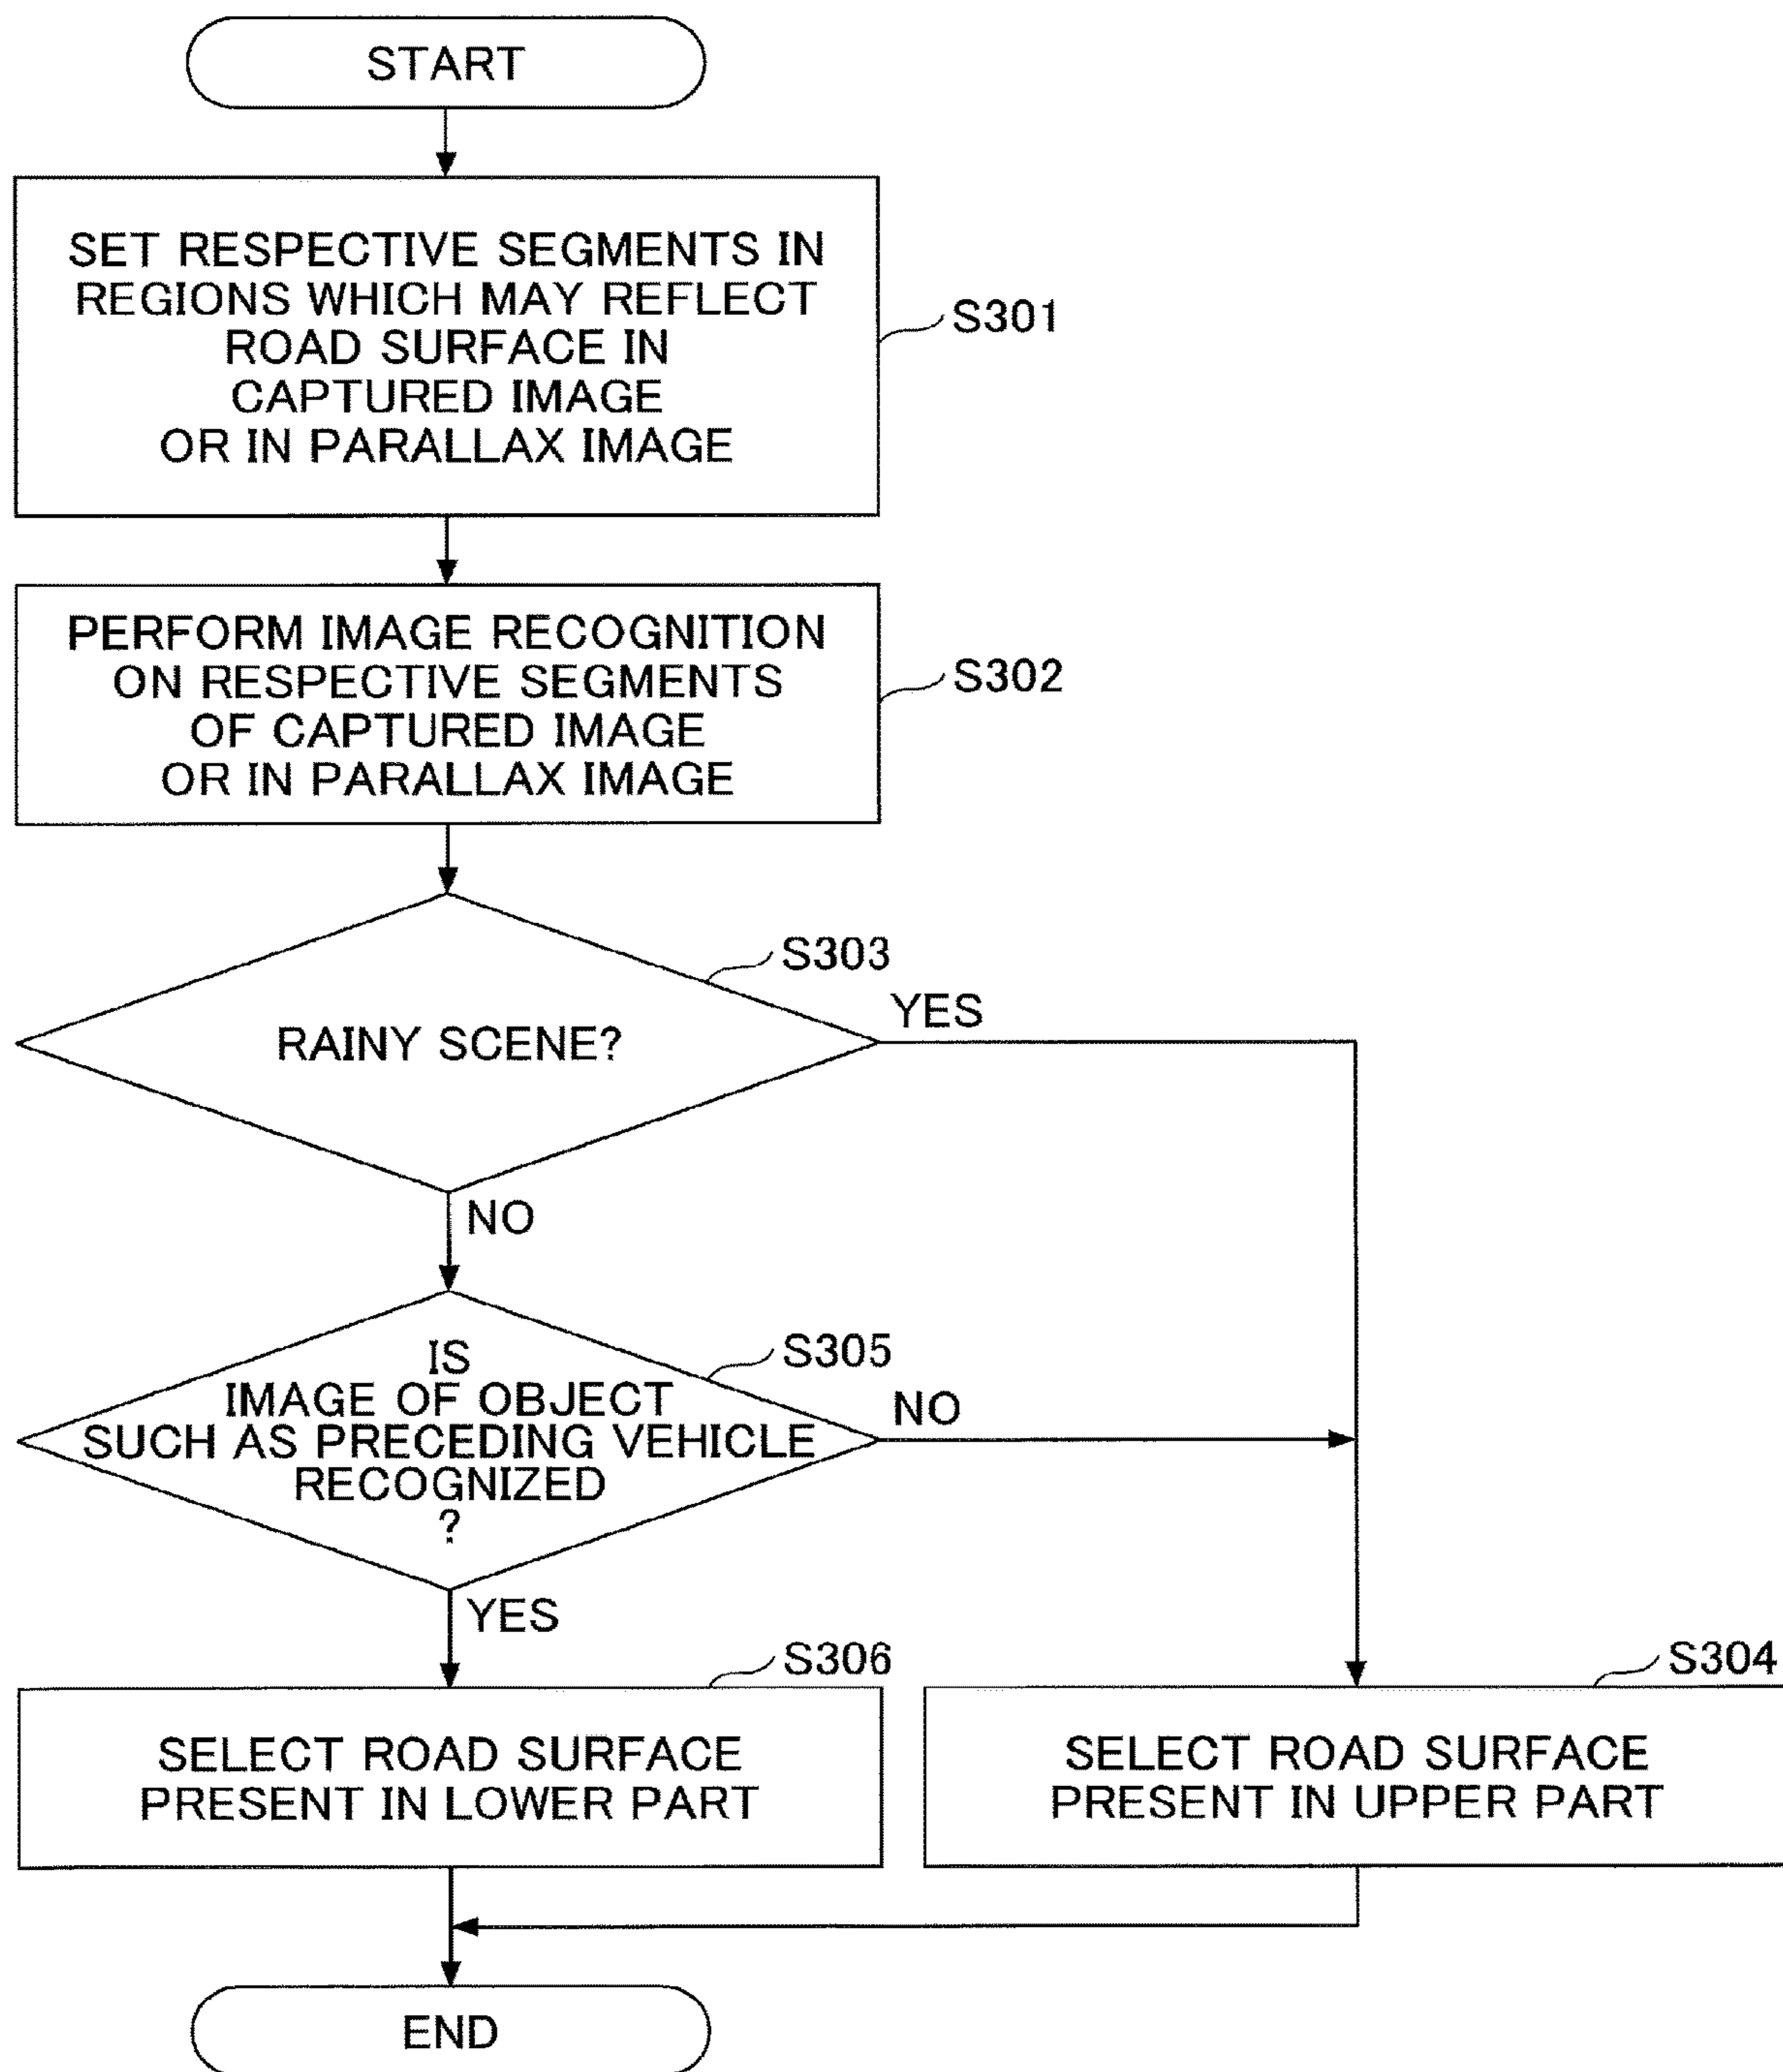 START
SET RESPECTIVE SEGMENTS IN
REGIONS WHICH MAY REFLECT
ROAD SURFACE IN
CAPTURED IMAGE
OR IN PARALLAX IMAGE
S301
PERFORM IMAGE RECOGNITION
ON RESPECTIVE SEGMENTS
OF CAPTURED IMAGE
OR IN PARALLAX IMAGE
S302
S303
RAINY SCENE?
YES
NO
S305
IS
IMAGE OF OBJECT
SUCH AS PRECEDING VEHICLE
RECOGNIZED
?
NO
YES
S306
SELECT ROAD SURFACE
PRESENT IN LOWER PART
S304
SELECT ROAD SURFACE
PRESENT IN UPPER PART
END